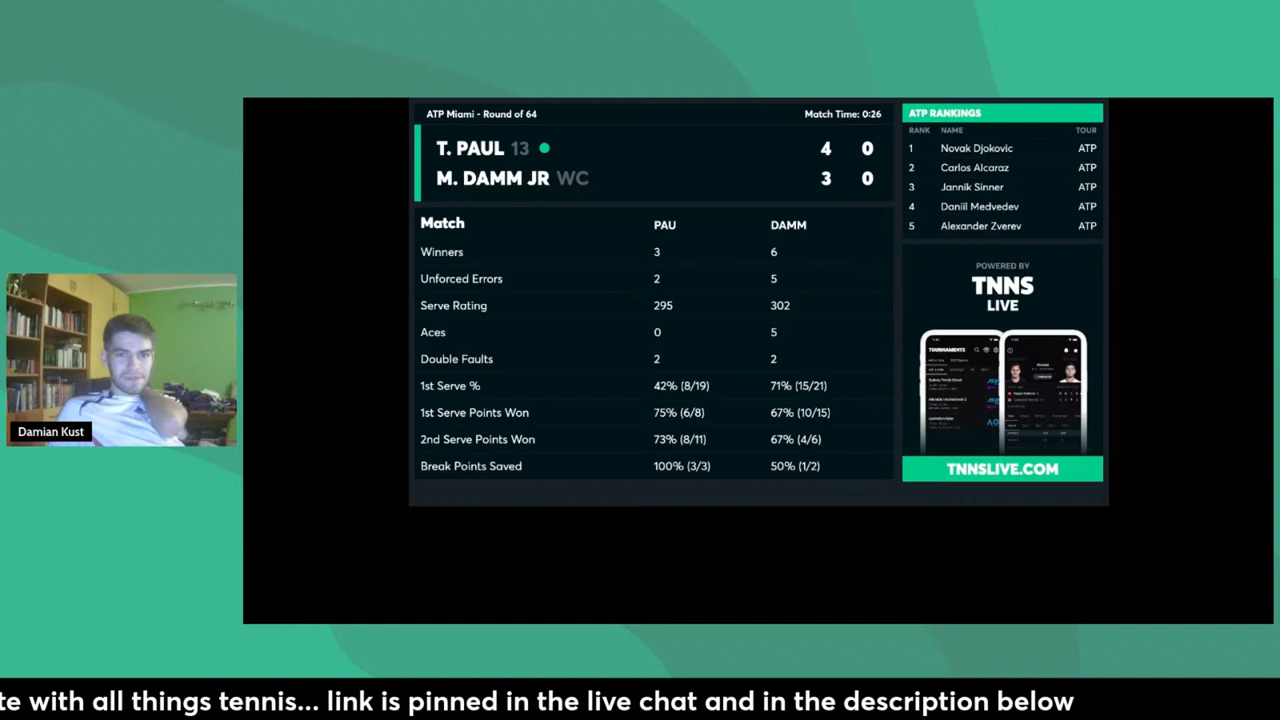 ATP Miami - Round of 64
Match Time: 0:26
T. PAUL 13 4 0
M. DAMM JR WC 3 0
Match PAU DAMM
Winners 3 6
Unforced Errors 2 5
Serve Rating 295 302
Aces 0 5
Double Faults 2 2
1st Serve % 42% (8/19) 71% (15/21)
1st Serve Points Won 75% (6/8) 67% (10/15)
2nd Serve Points Won 73% (8/11) 67% (4/6)
Break Points Saved 100% (3/3) 50% (1/2)
ATP RANKINGS
RANK NAME TOUR
1 Novak Djokovic ATP
2 Carlos Alcaraz ATP
3 Jannik Sinner ATP
4 Daniil Medvedev ATP
5 Alexander Zverev ATP
POWERED BY
TNNS
LIVE
TOURNAMENTS
TNNSLIVE.COM
Damian Kust
te with all things tennis... link is pinned in the live chat and in the description below